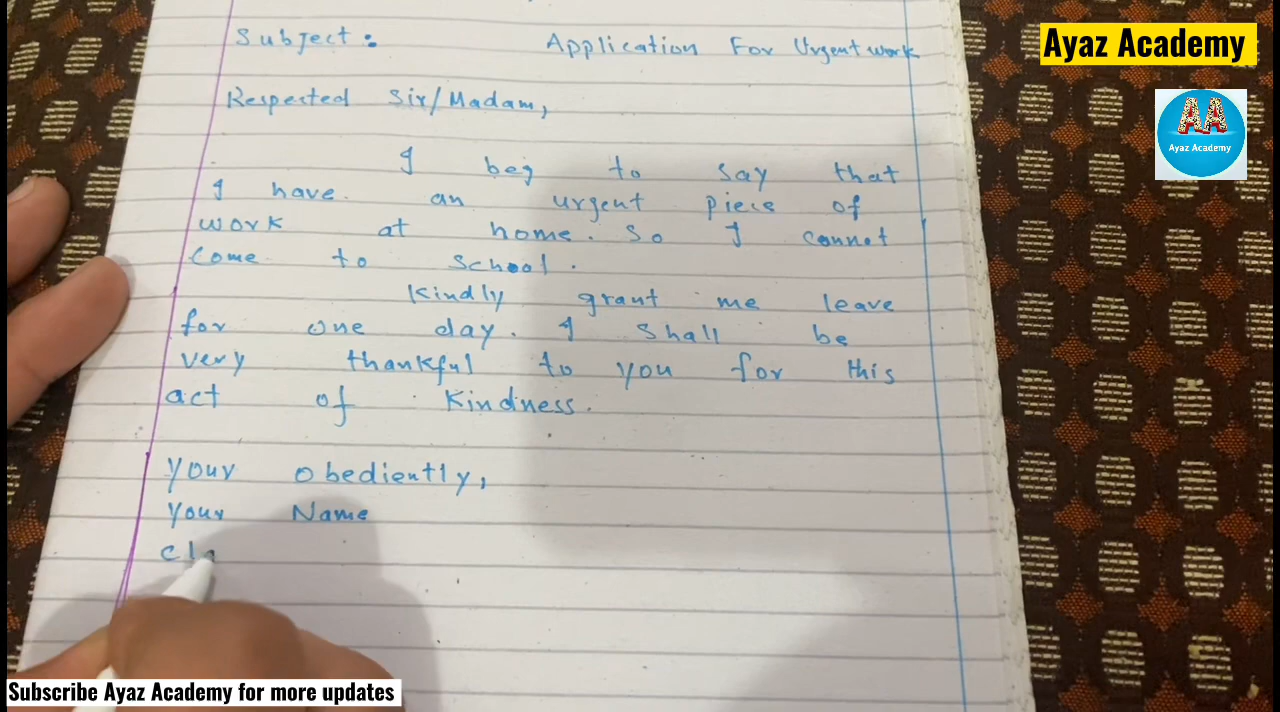 Ayaz Academy
AA
Ayaz Academy
Subject: Application For Urgent work
Respected Sir/Madam,
I beg to say that
I have an urgent piece of
work at home. So I connot
come to school.
Kindly grant me leave
for one day. I shall be
very thankful to you for this
act of Kindness.
your obediently,
your Name
cla
Subscribe Ayaz Academy for more updates